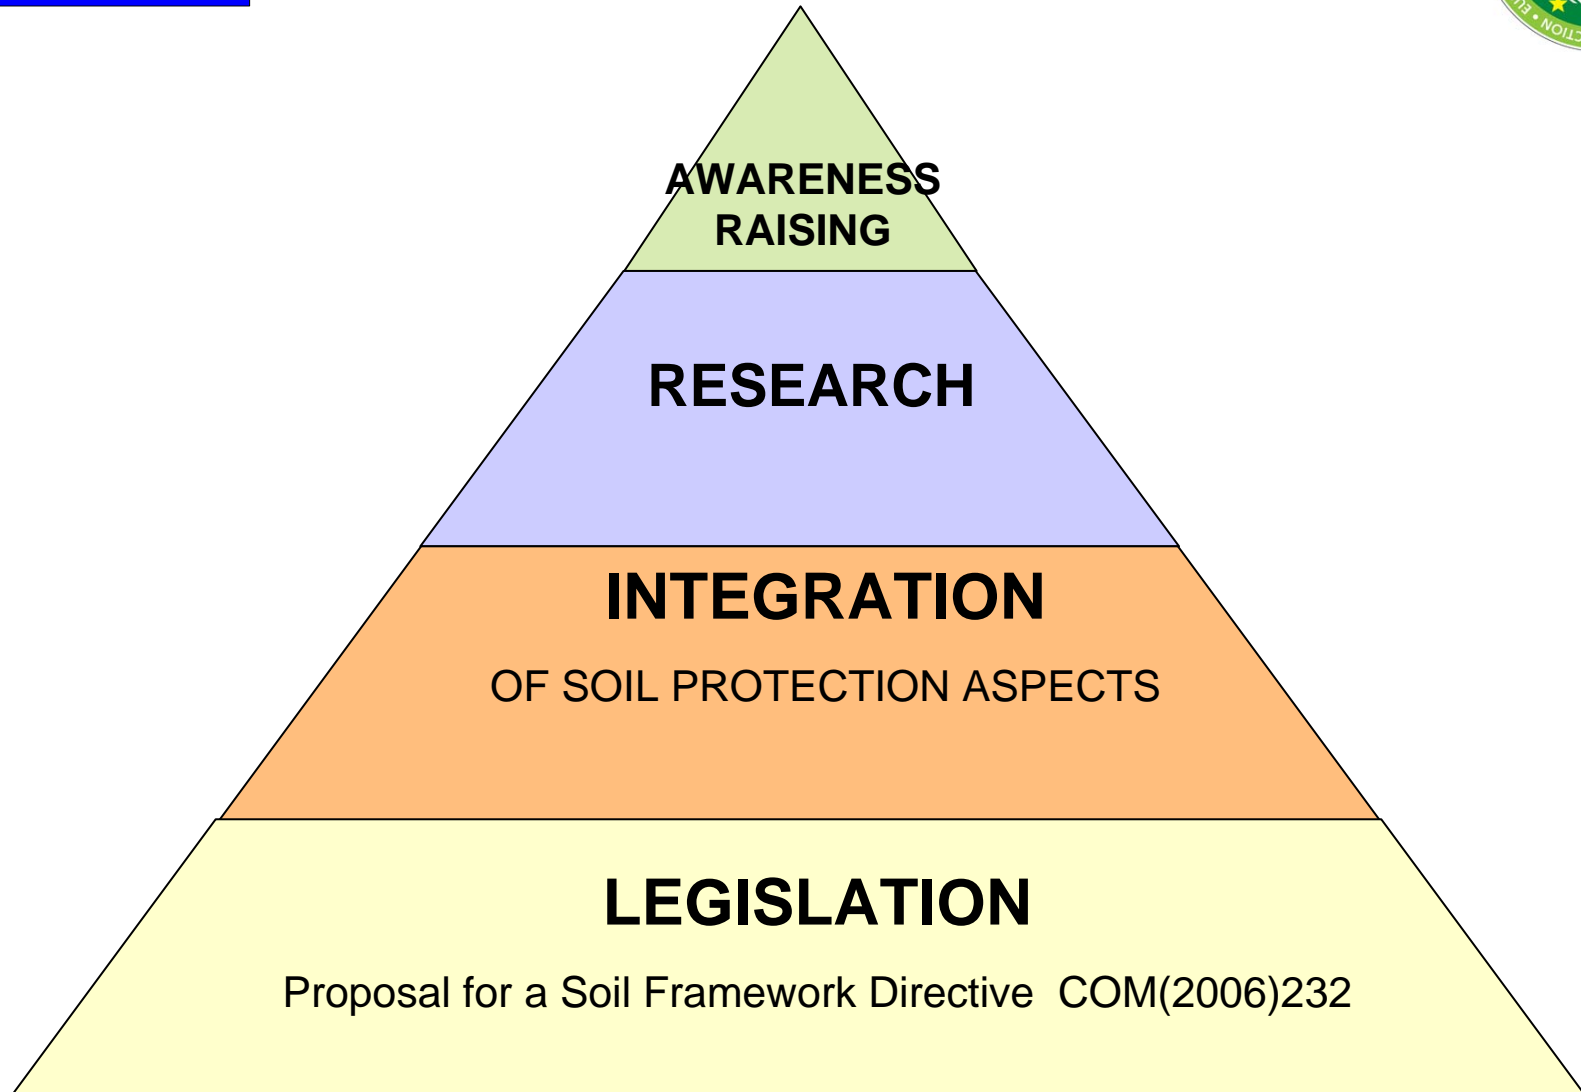 AWARENESS
RAISING
RESEARCH
INTEGRATION
OF SOIL PROTECTION ASPECTS
LEGISLATION
Proposal for a Soil Framework Directive COM(2006)232